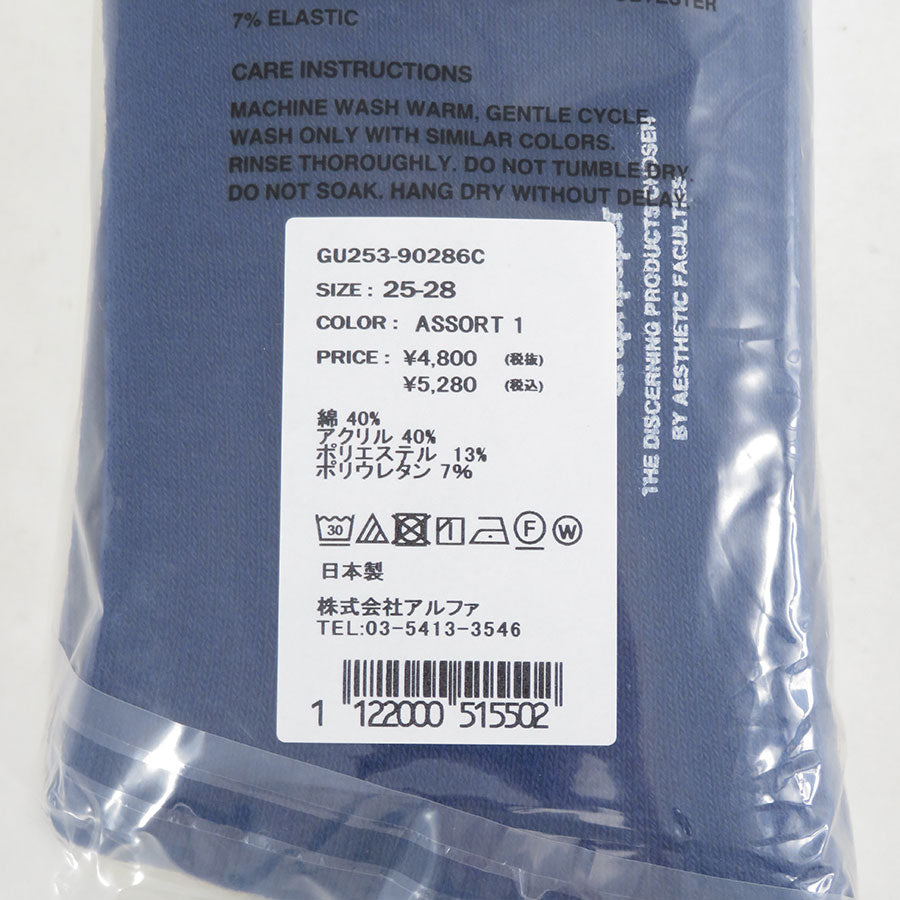 7% ELASTIC
CARE INSTRUCTIONS
MACHINE WASH WARM, GENTLE CYCLE.
WASH ONLY WITH SIMILAR COLORS.
RINSE THOROUGHLY. DO NOT TUMBLE DRY.
DO NOT SOAK. HANG DRY WITHOUT DELAY.
THE DISCERNING PRODUCTS CHOSEN
BY AESTHETIC FACULTIES
GU253-90286C
SIZE : 25-28
COLOR : ASSORT 1
PRICE : ¥4,800 (税抜)
¥5,280 (税込)
綿 40%
アクリル 40%
ポリエステル 13%
ポリウレタン 7%
30
F W
日本製
株式会社アルファ
TEL:03-5413-3546
1 122000 515502